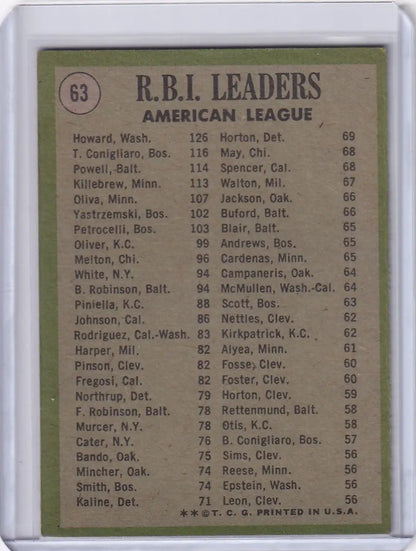 63
R.B.I. LEADERS
AMERICAN LEAGUE
Howard, Wash. 126
T. Conigliaro, Bos. 116
Powell, Balt. 114
Killebrew, Minn. 113
Oliva, Minn. 107
Yastrzemski, Bos. 102
Petrocelli, Bos. 103
Oliver, K.C. 99
Melton, Chi. 96
White, N.Y. 94
B. Robinson, Balt. 94
Piniella, K.C. 88
Johnson, Cal. 86
Rodriguez, Cal.-Wash. 83
Harper, Mil. 82
Pinson, Clev. 82
Fregosi, Cal. 82
Northrup, Det. 79
F. Robinson, Balt. 78
Murcer, N.Y. 78
Cater, N.Y. 76
Bando, Oak. 75
Mincher, Oak. 74
Smith, Bos. 74
Kaline, Det. 71
Horton, Det. 69
May, Chi. 68
Spencer, Cal. 68
Walton, Mil. 67
Jackson, Oak. 66
Buford, Balt. 66
Blair, Balt. 65
Andrews, Bos. 65
Cardenas, Minn. 65
Campaneris, Oak. 64
McMullen, Wash.-Cal. 64
Scott, Bos. 63
Nettles, Clev. 62
Kirkpatrick, K.C. 62
Alyea, Minn. 61
Fosse, Clev. 60
Foster, Clev. 60
Horton, Clev. 59
Rettenmund, Balt. 58
Otis, K.C. 58
B. Conigliaro, Bos. 57
Sims, Clev. 56
Reese, Minn. 56
Epstein, Wash. 56
Leon, Clev. 56
**© T. C. G. PRINTED IN U.S.A.